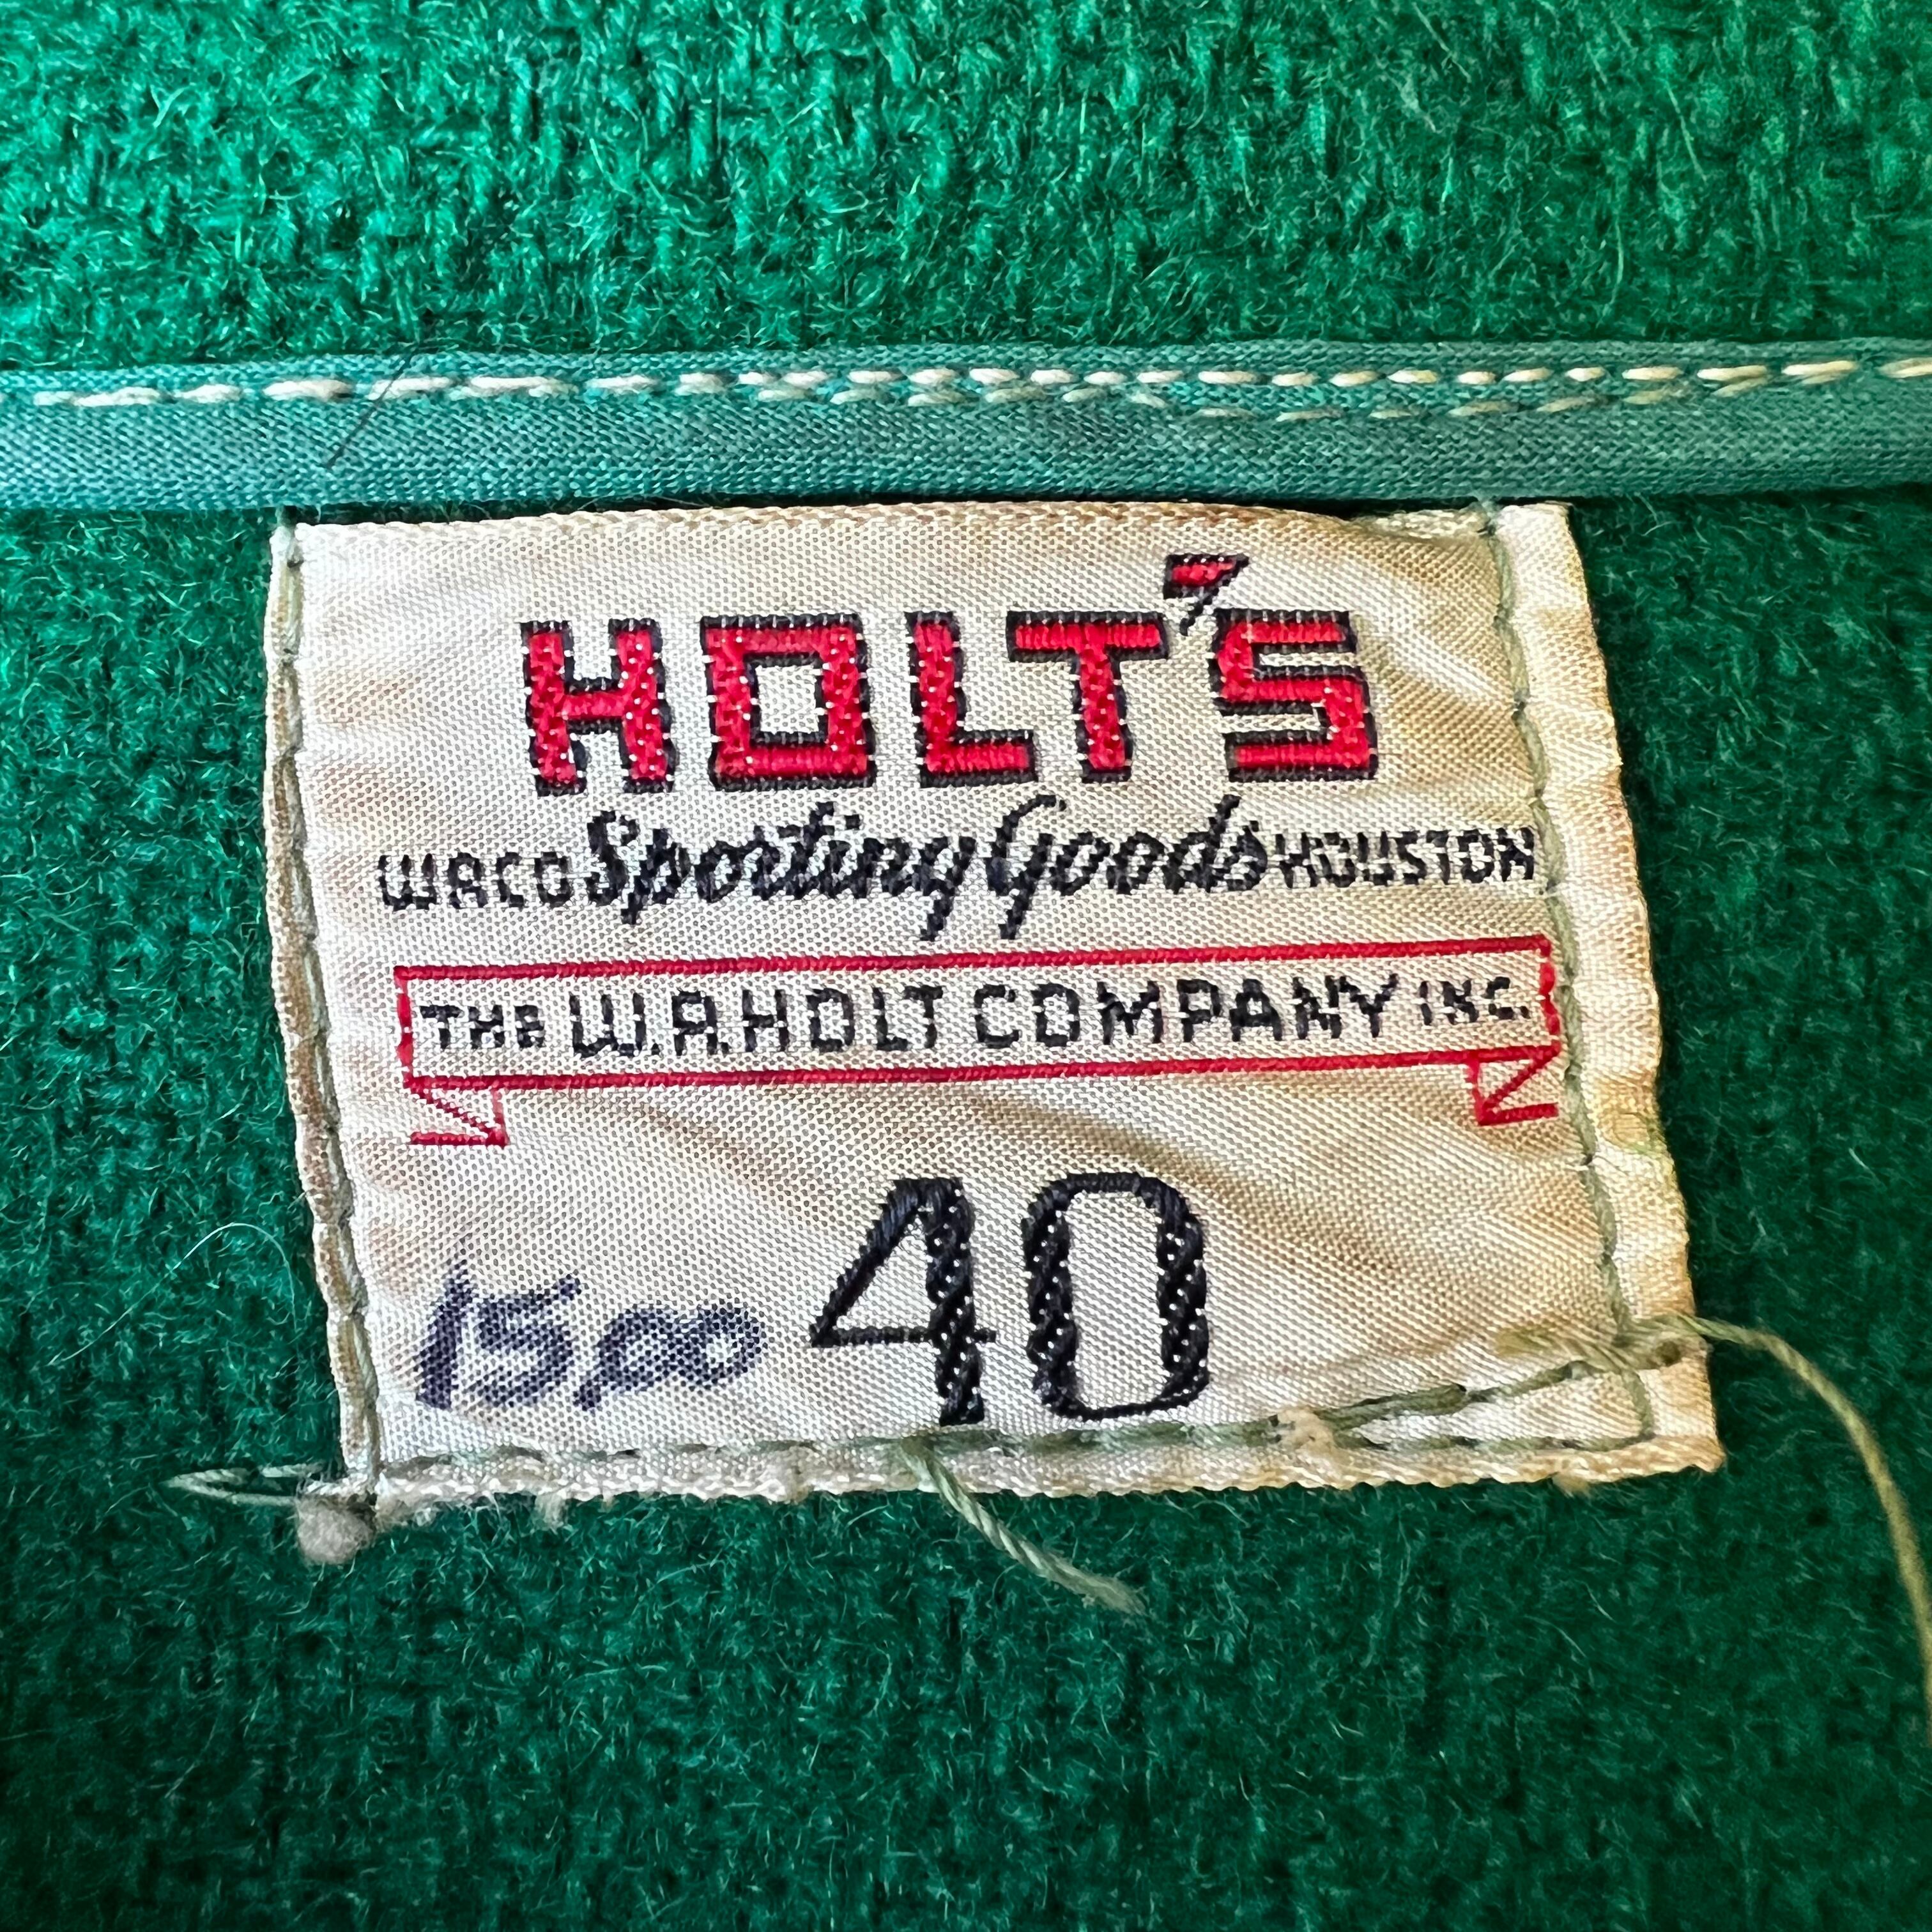 HOLT'S
WACO Sporting Goods HOUSTON
THE W.A. HOLT COMPANY INC.
40
15.00